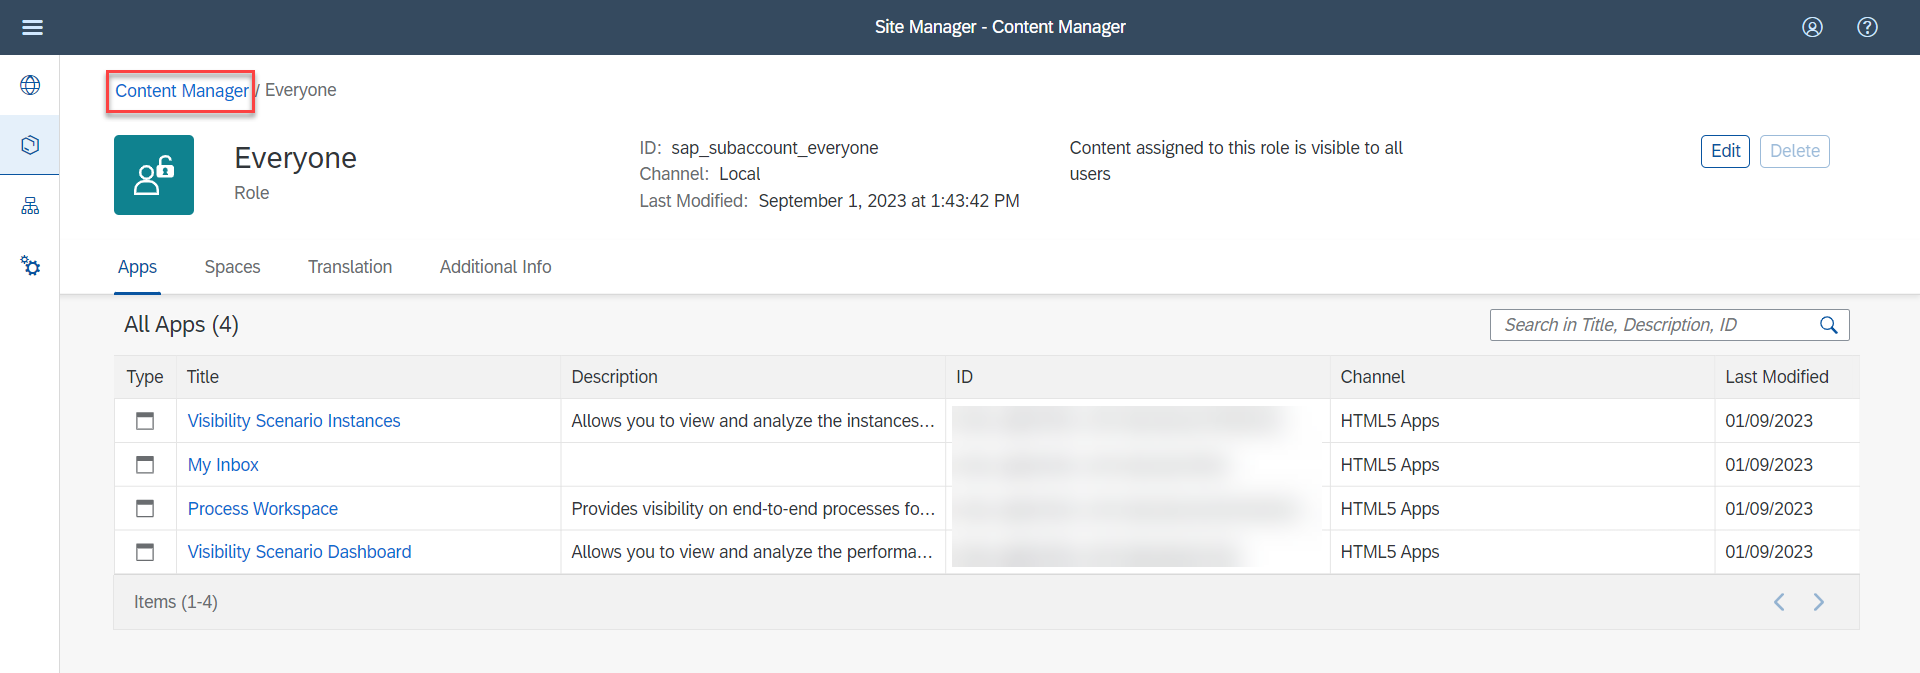 Site Manager - Content Manager
Content Manager / Everyone
Everyone
Role
ID: sap_subaccount_everyone
Channel: Local
Last Modified: September 1, 2023 at 1:43:42 PM
Content assigned to this role is visible to all
users
Edit Delete
Apps Spaces Translation Additional Info
All Apps (4)
Search in Title, Description, ID
Type Title Description ID Channel Last Modified
Visibility Scenario Instances Allows you to view and analyze the instances... HTML5 Apps 01/09/2023
My Inbox HTML5 Apps 01/09/2023
Process Workspace Provides visibility on end-to-end processes fo... HTML5 Apps 01/09/2023
Visibility Scenario Dashboard Allows you to view and analyze the performa... HTML5 Apps 01/09/2023
Items (1-4)